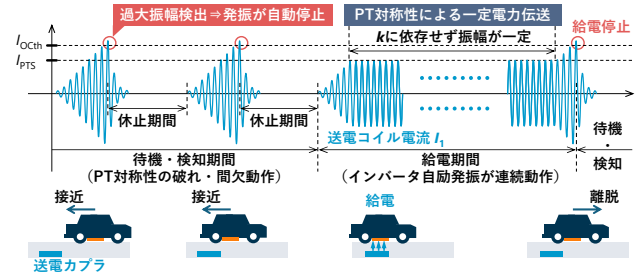 過大振幅検出⇒発振が自動停止
PT対称性による一定電力伝送
kに依存せず振幅が一定
給電停止
IOCth
IPTS
休止期間
休止期間
送電コイル電流 I1
待機・検知期間
(PT対称性の破れ・間欠動作)
給電期間
(インバータ自励発振が連続動作)
待機・検知
接近
接近
給電
離脱
送電カプラ